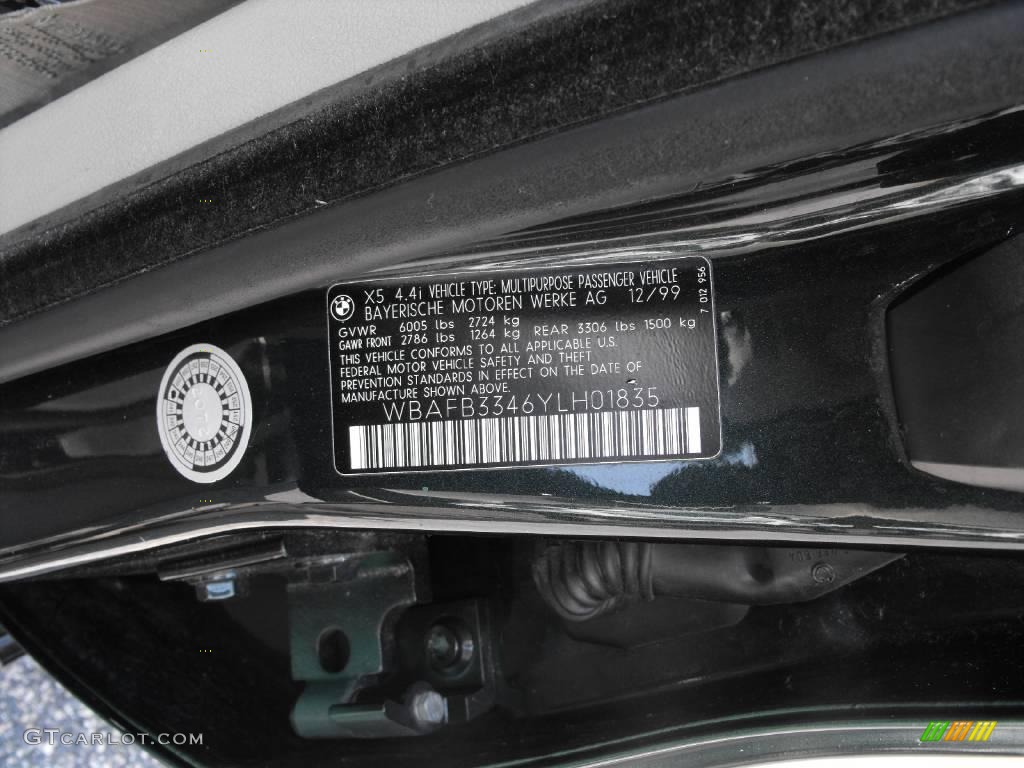 X5 4.4i VEHICLE TYPE: MULTIPURPOSE PASSENGER VEHICLE
BAYERISCHE MOTOREN WERKE AG 12/99
GVWR 6005 lbs 2724 kg
GAWR FRONT 2786 lbs 1264 kg REAR 3306 lbs 1500 kg
THIS VEHICLE CONFORMS TO ALL APPLICABLE U.S.
FEDERAL MOTOR VEHICLE SAFETY AND THEFT
PREVENTION STANDARDS IN EFFECT ON THE DATE OF
MANUFACTURE SHOWN ABOVE.
WBAFB3346YLH01835
7 072 956
GTCARLOT.COM